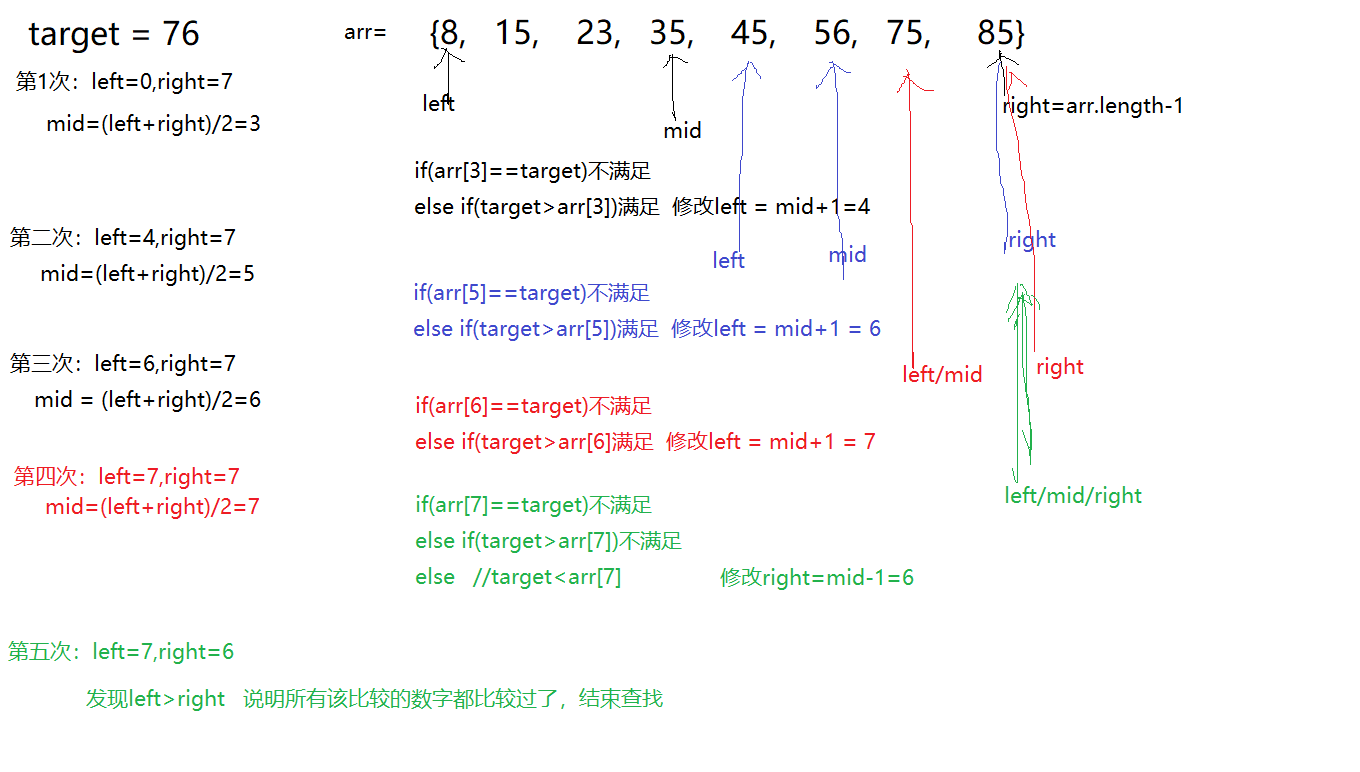 target = 76 arr= {8, 15, 23, 35, 45, 56, 75, 85}
第1次：left=0,right=7
left
right=arr.length-1
mid=(left+right)/2=3
mid
if(arr[3]==target)不满足
else if(target>arr[3])满足 修改left = mid+1=4
第二次：left=4,right=7
left
mid
right
mid=(left+right)/2=5
if(arr[5]==target)不满足
else if(target>arr[5])满足 修改left = mid+1 = 6
第三次：left=6,right=7
left/mid
right
mid = (left+right)/2=6
if(arr[6]==target)不满足
else if(target>arr[6]满足 修改left = mid+1 = 7
第四次：left=7,right=7
left/mid/right
mid=(left+right)/2=7
if(arr[7]==target)不满足
else if(target>arr[7])不满足
else //target<arr[7] 修改right=mid-1=6
第五次：left=7,right=6
发现left>right 说明所有该比较的数字都比较过了，结束查找